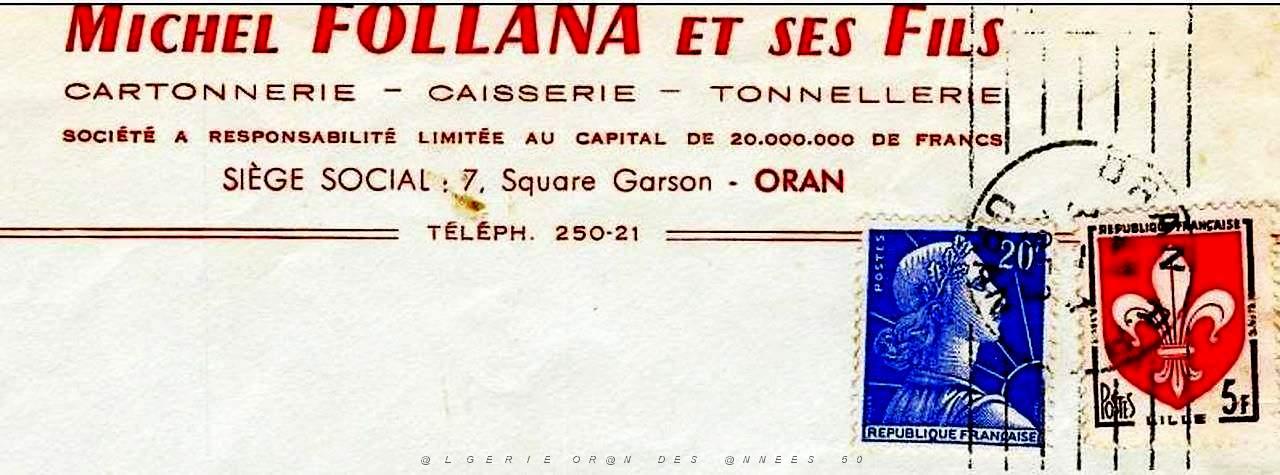 MICHEL FOLLANA ET SES FILS
CARTONNERIE - CAISSERIE - TONNELLERIE
SOCIÉTÉ A RESPONSABILITÉ LIMITÉE AU CAPITAL DE 20.000.000 DE FRANCS
SIÈGE SOCIAL : 7, Square Garson - ORAN
TÉLÉPH. 250-21
POSTES
20
REPUBLIQUE FRANÇAISE
REPUBLIQUE FRANÇAISE
Postes
5F
LILLE
@LGERIE OR@N DES @NNEES 50